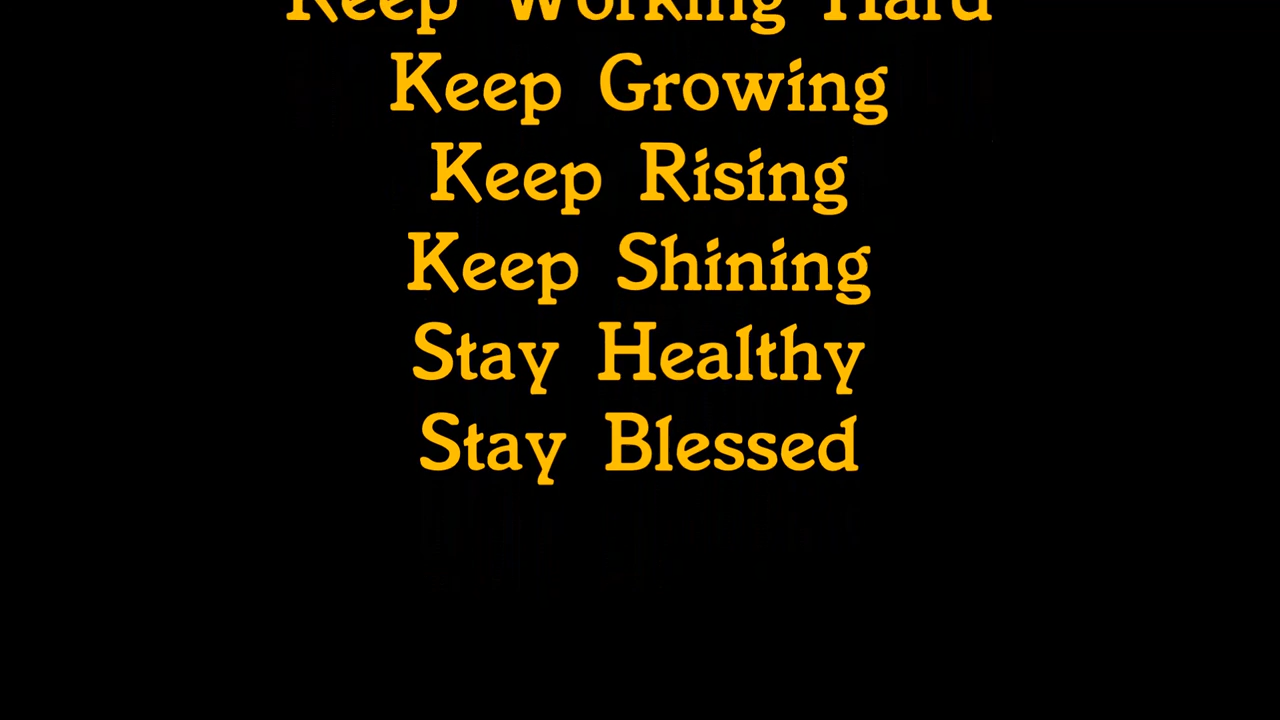 Keep Working Hard
Keep Growing
Keep Rising
Keep Shining
Stay Healthy
Stay Blessed